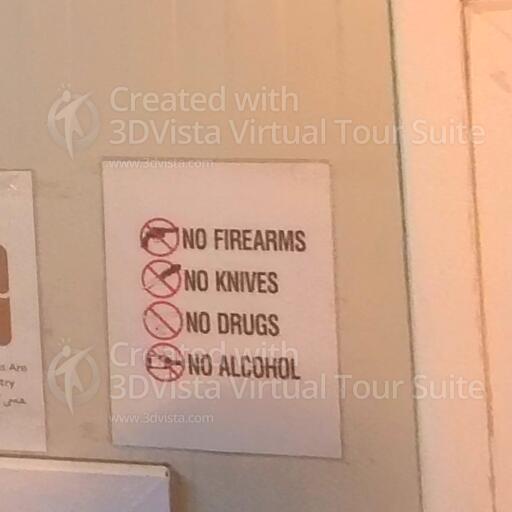 Created with
3DVista Virtual Tour Suite
www.3dvista.com
NO FIREARMS
NO KNIVES
NO DRUGS
NO ALCOHOL
Created with
3DVista Virtual Tour Suite
www.3dvista.com
Are